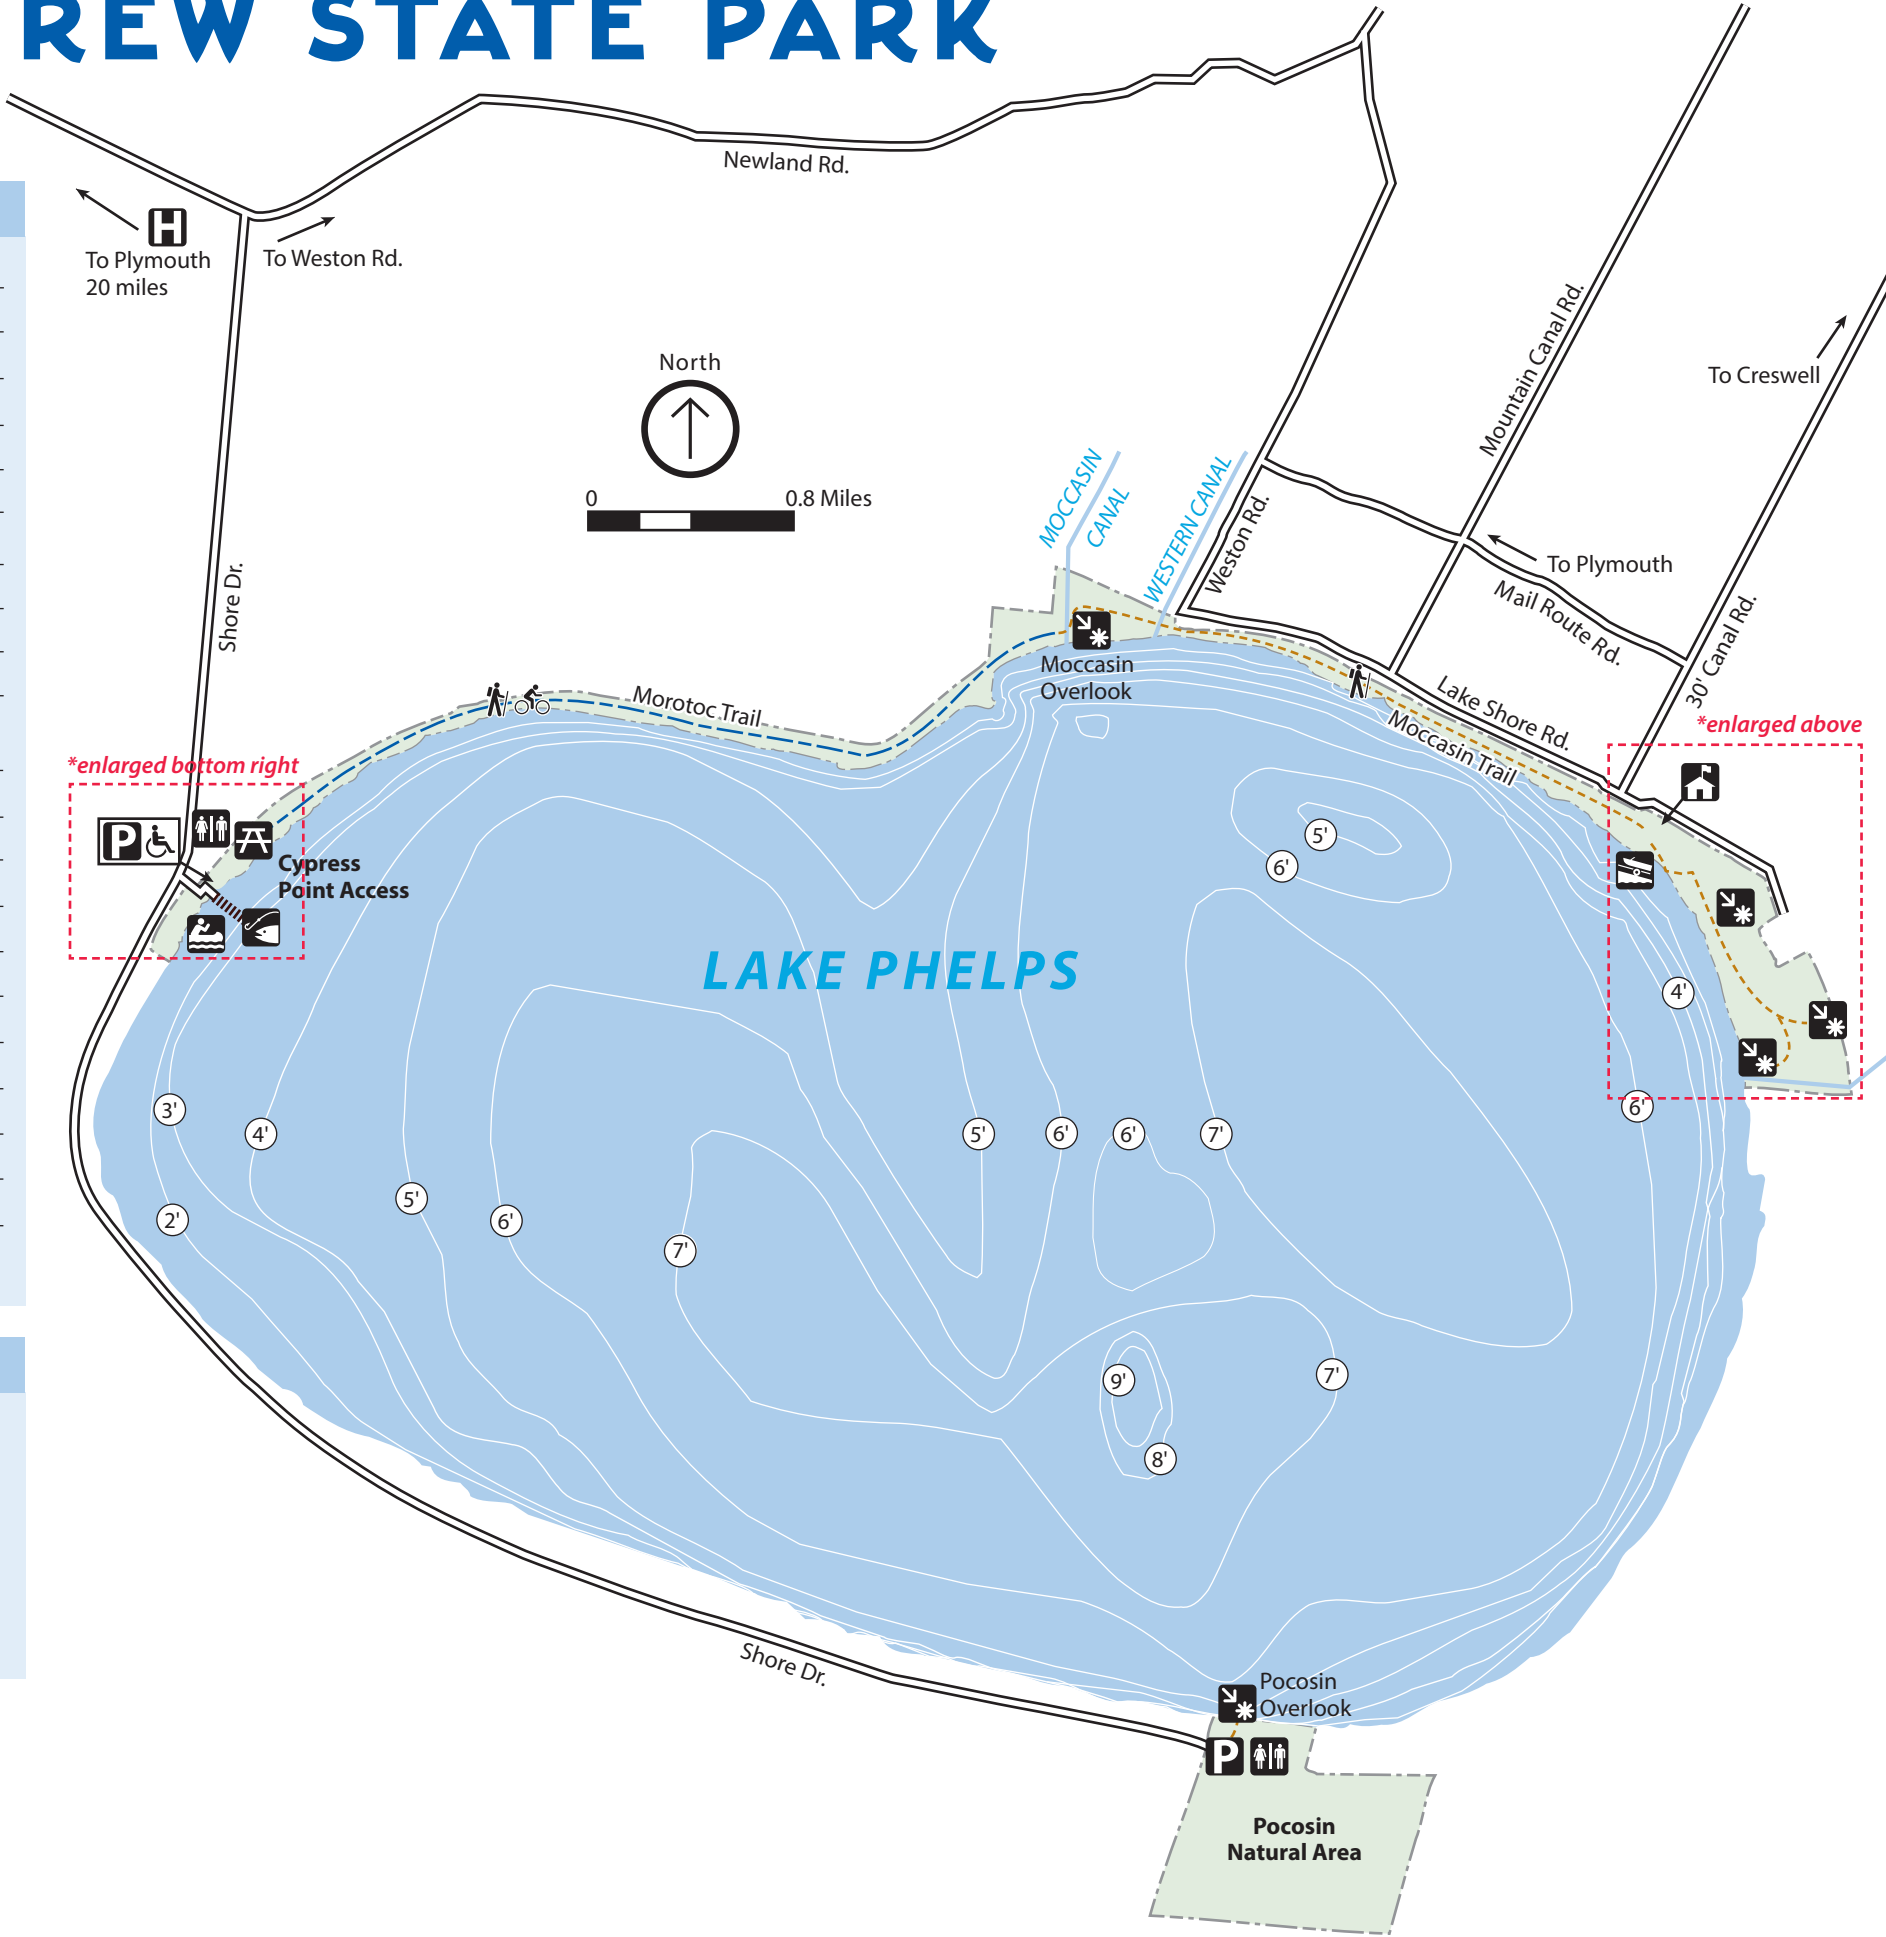 REW STATE PARK
Newland Rd.
H
To Plymouth
20 miles
To Weston Rd.
North
0
0.8 Miles
Shore Dr.
MOCCASIN
CANAL
WESTERN CANAL
Weston Rd.
Mountain Canal Rd.
To Creswell
To Plymouth
Mail Route Rd.
30' Canal Rd.
Moccasin
Overlook
Morotoc Trail
Lake Shore Rd.
Moccasin Trail
*enlarged above
*enlarged bottom right
P
Cypress
Point Access
5'
6'
LAKE PHELPS
4'
3'
4'
5'
6'
6'
7'
6'
2'
5'
6'
7'
9'
7'
8'
Shore Dr.
Pocosin
Overlook
P
Pocosin
Natural Area